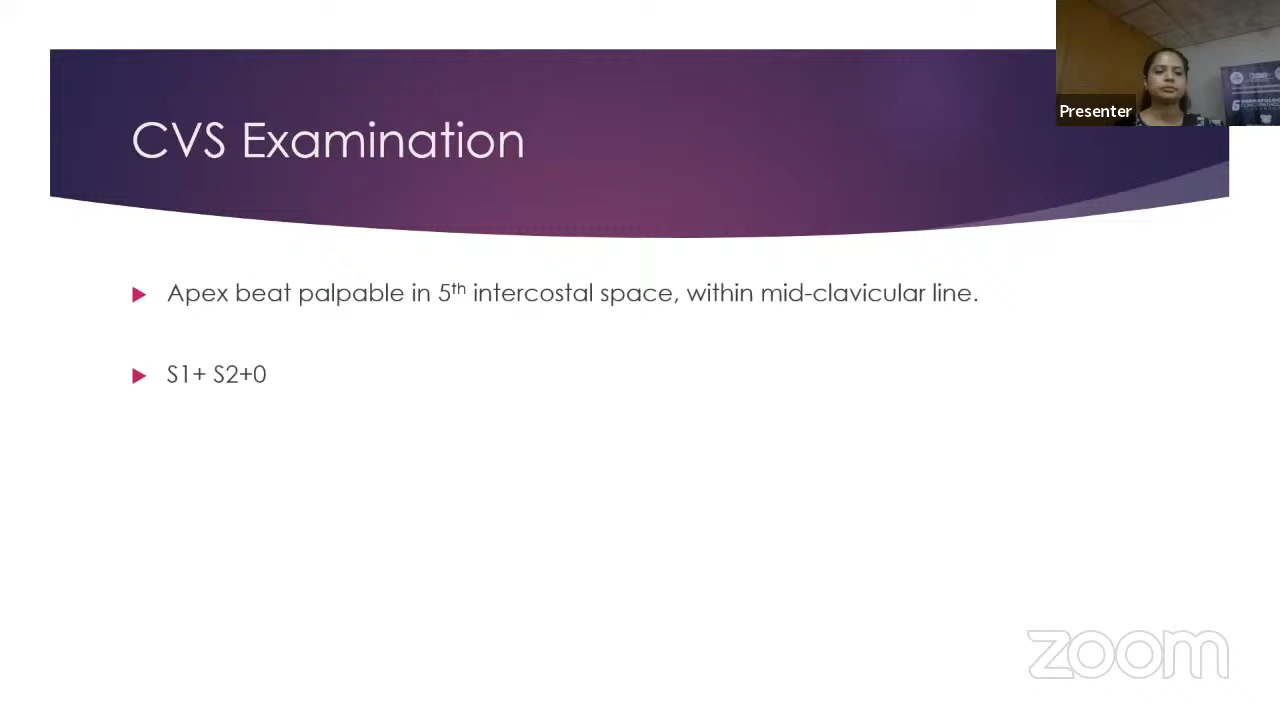 CVS Examination
Presenter
Apex beat palpable in 5th intercostal space, within mid-clavicular line.
S1+ S2+0
zoom